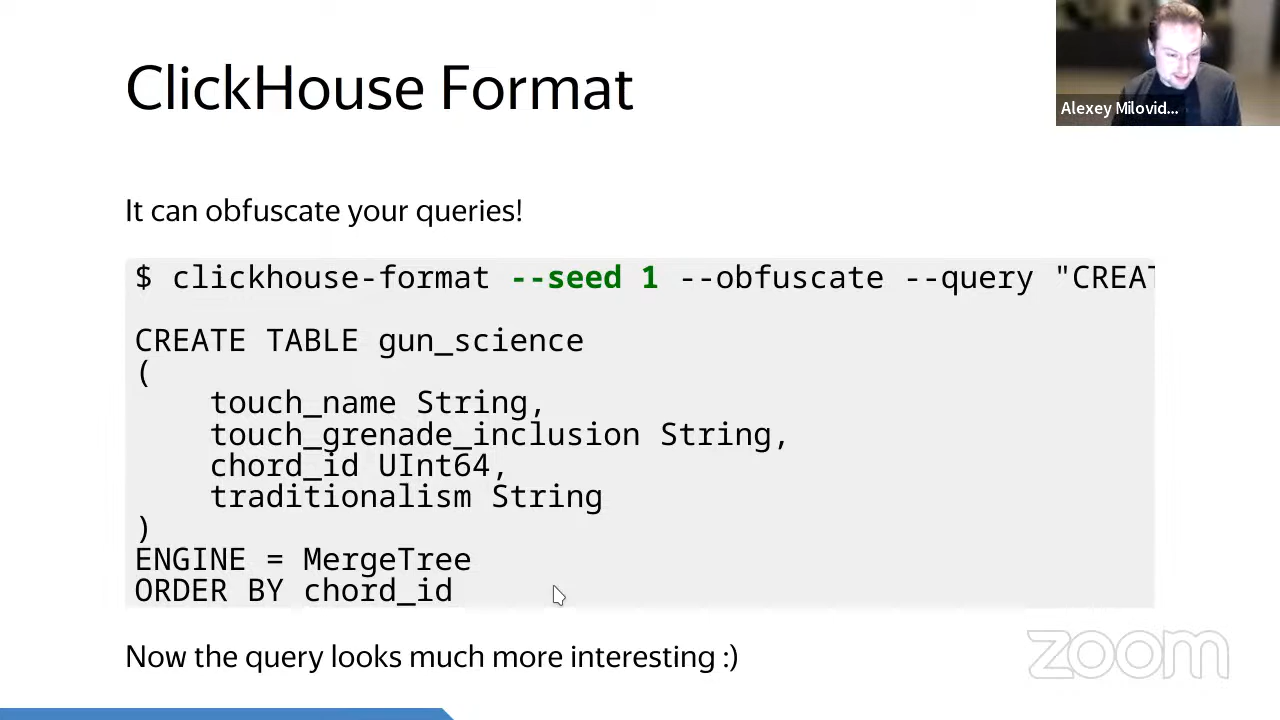 ClickHouse Format
Alexey Milovid...
It can obfuscate your queries!
$ clickhouse-format --seed 1 --obfuscate --query "CREAT
CREATE TABLE gun_science
(
    touch_name String,
    touch_grenade_inclusion String,
    chord_id UInt64,
    traditionalism String
)
ENGINE = MergeTree
ORDER BY chord_id
Now the query looks much more interesting :)
zoom